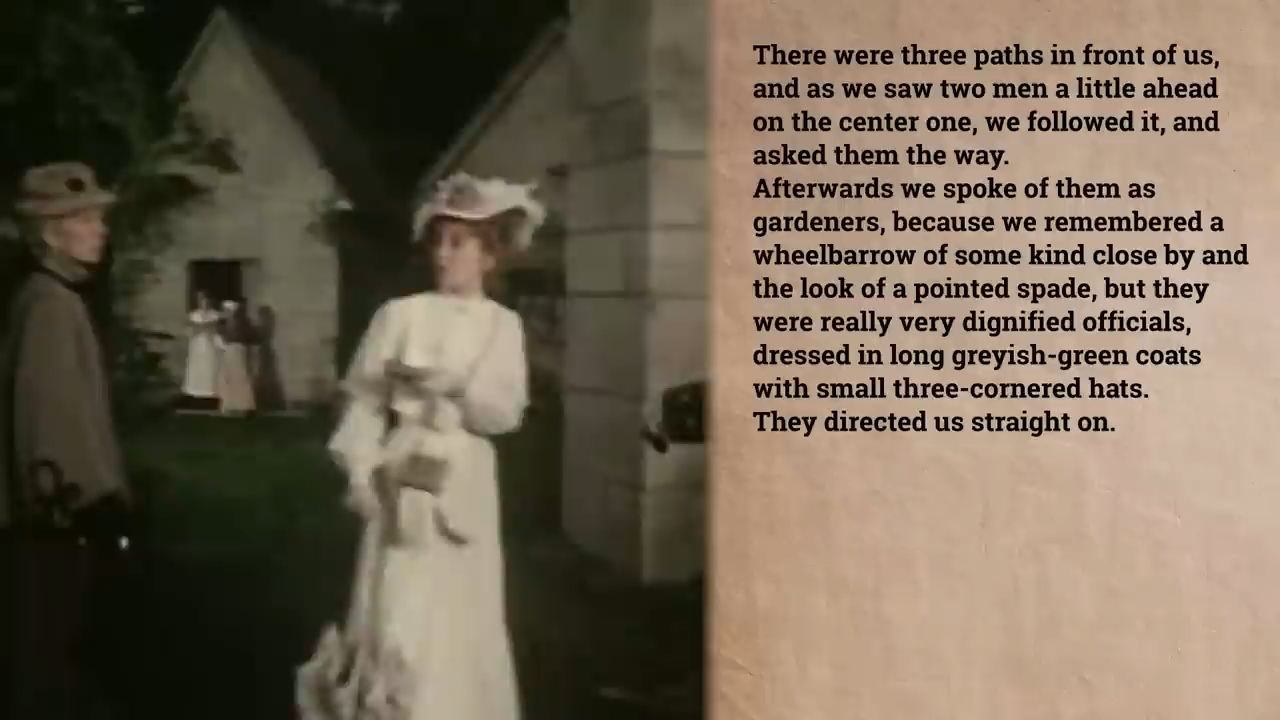 There were three paths in front of us,
and as we saw two men a little ahead
on the center one, we followed it, and
asked them the way.
Afterwards we spoke of them as
gardeners, because we remembered a
wheelbarrow of some kind close by and
the look of a pointed spade, but they
were really very dignified officials,
dressed in long greyish-green coats
with small three-cornered hats.
They directed us straight on.